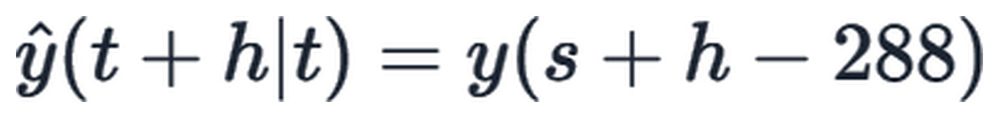 ŷ(t + h|t) = y(s + h − 288)